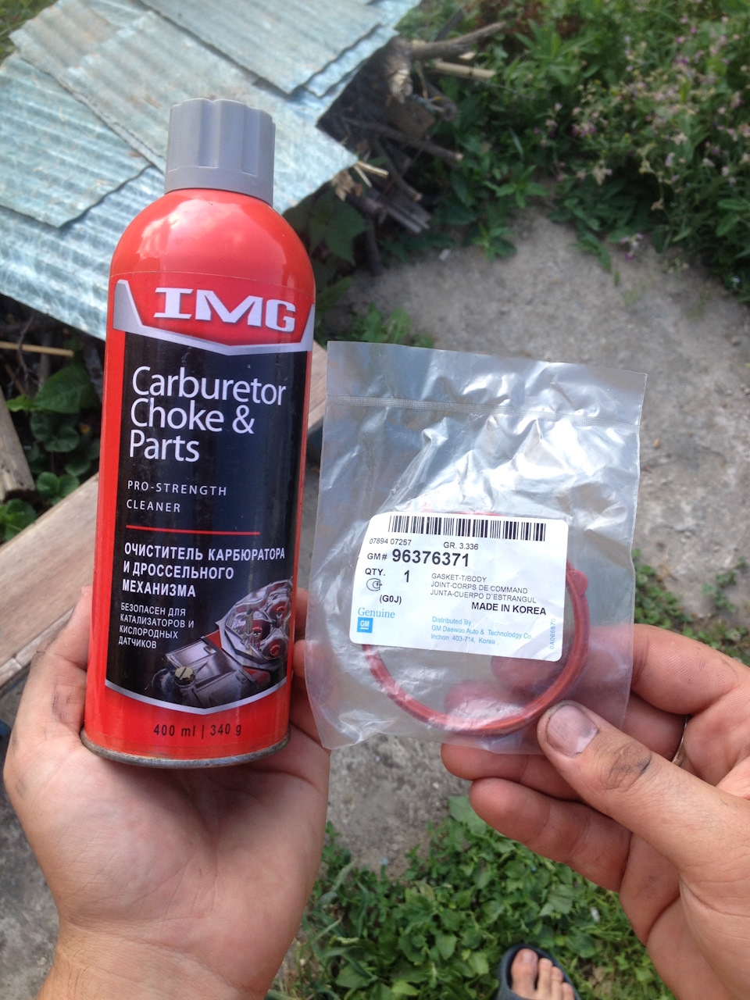 IMG
Carburetor
Choke &
Parts
PRO-STRENGTH
CLEANER
ОЧИСТИТЕЛЬ КАРБЮРАТОРА
И ДРОССЕЛЬНОГО
МЕХАНИЗМА
БЕЗОПАСЕН ДЛЯ
КАТАЛИЗАТОРОВ И
КИСЛОРОДНЫХ
ДАТЧИКОВ
400 ml | 340 g
07894 07257 GR. 3.336
GM# 96376371
QTY. 1
GASKET-T/BODY
JOINT-CORPS DE COMMAND
JUNTA-CUERPO D'ESTRANGUL
(G0J) MADE IN KOREA
Genuine
GM
Distributed By
GM Daewoo Auto & Technolodgy Co.
Inchon 403-714, Korea .